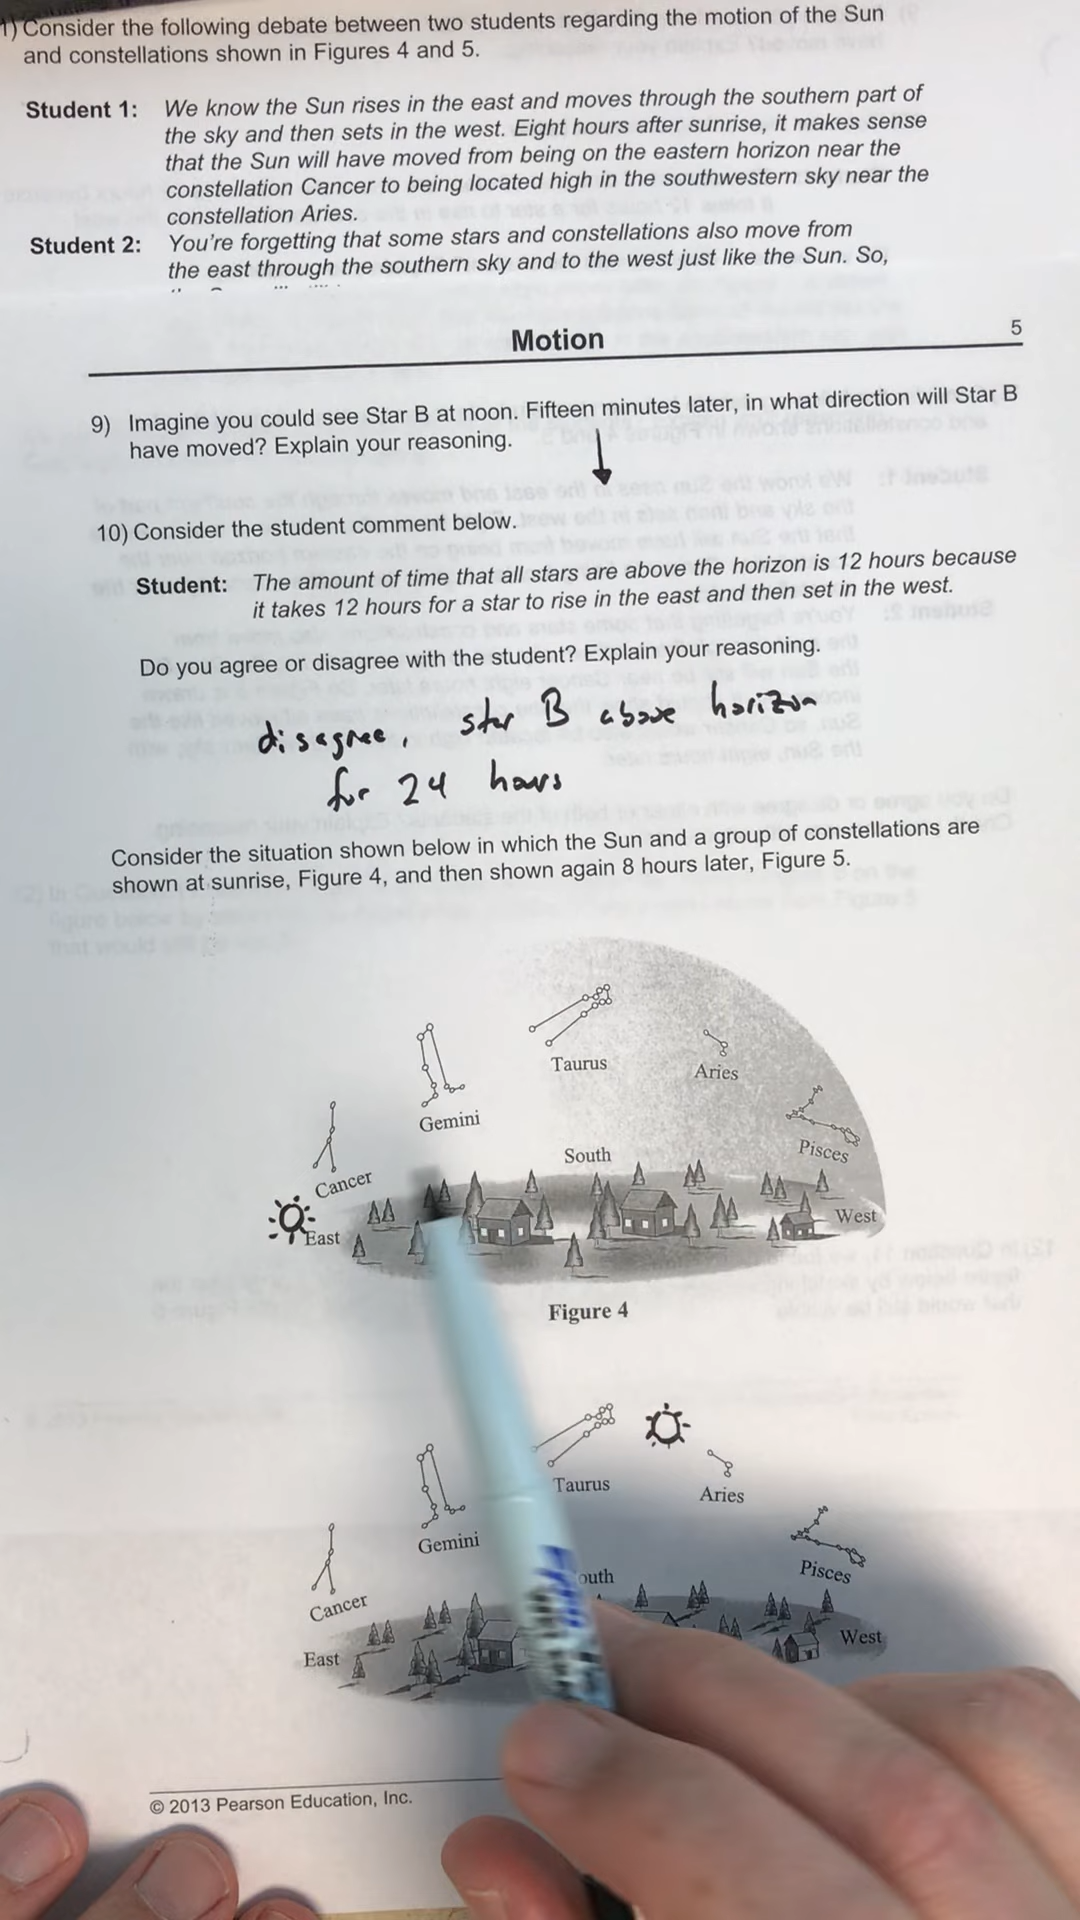 1) Consider the following debate between two students regarding the motion of the Sun
and constellations shown in Figures 4 and 5.
Student 1: We know the Sun rises in the east and moves through the southern part of
the sky and then sets in the west. Eight hours after sunrise, it makes sense
that the Sun will have moved from being on the eastern horizon near the
constellation Cancer to being located high in the southwestern sky near the
constellation Aries.
Student 2: You're forgetting that some stars and constellations also move from
the east through the southern sky and to the west just like the Sun. So,
Motion
5
9) Imagine you could see Star B at noon. Fifteen minutes later, in what direction will Star B
have moved? Explain your reasoning.
10) Consider the student comment below.
Student: The amount of time that all stars are above the horizon is 12 hours because
it takes 12 hours for a star to rise in the east and then set in the west.
Do you agree or disagree with the student? Explain your reasoning.
disagree, star B above horizon
for 24 hours
Consider the situation shown below in which the Sun and a group of constellations are
shown at sunrise, Figure 4, and then shown again 8 hours later, Figure 5.
Taurus
Aries
Gemini
Pisces
South
Cancer
West
East
Figure 4
Taurus
Aries
Gemini
Pisces
outh
Cancer
West
East
© 2013 Pearson Education, Inc.